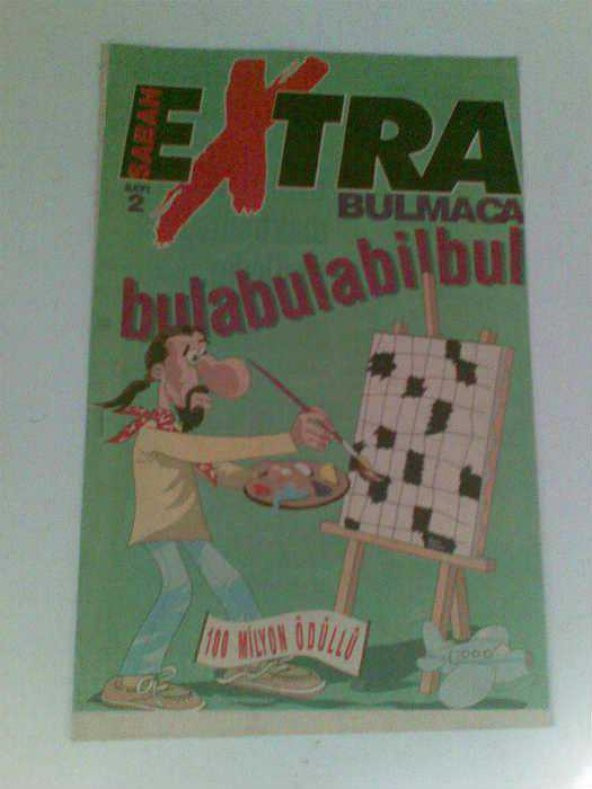 SABAH
EXTRA
SAYI
2
BULMACA
bulabulabilbul
100 MİLYON ÖDÜLLÜ